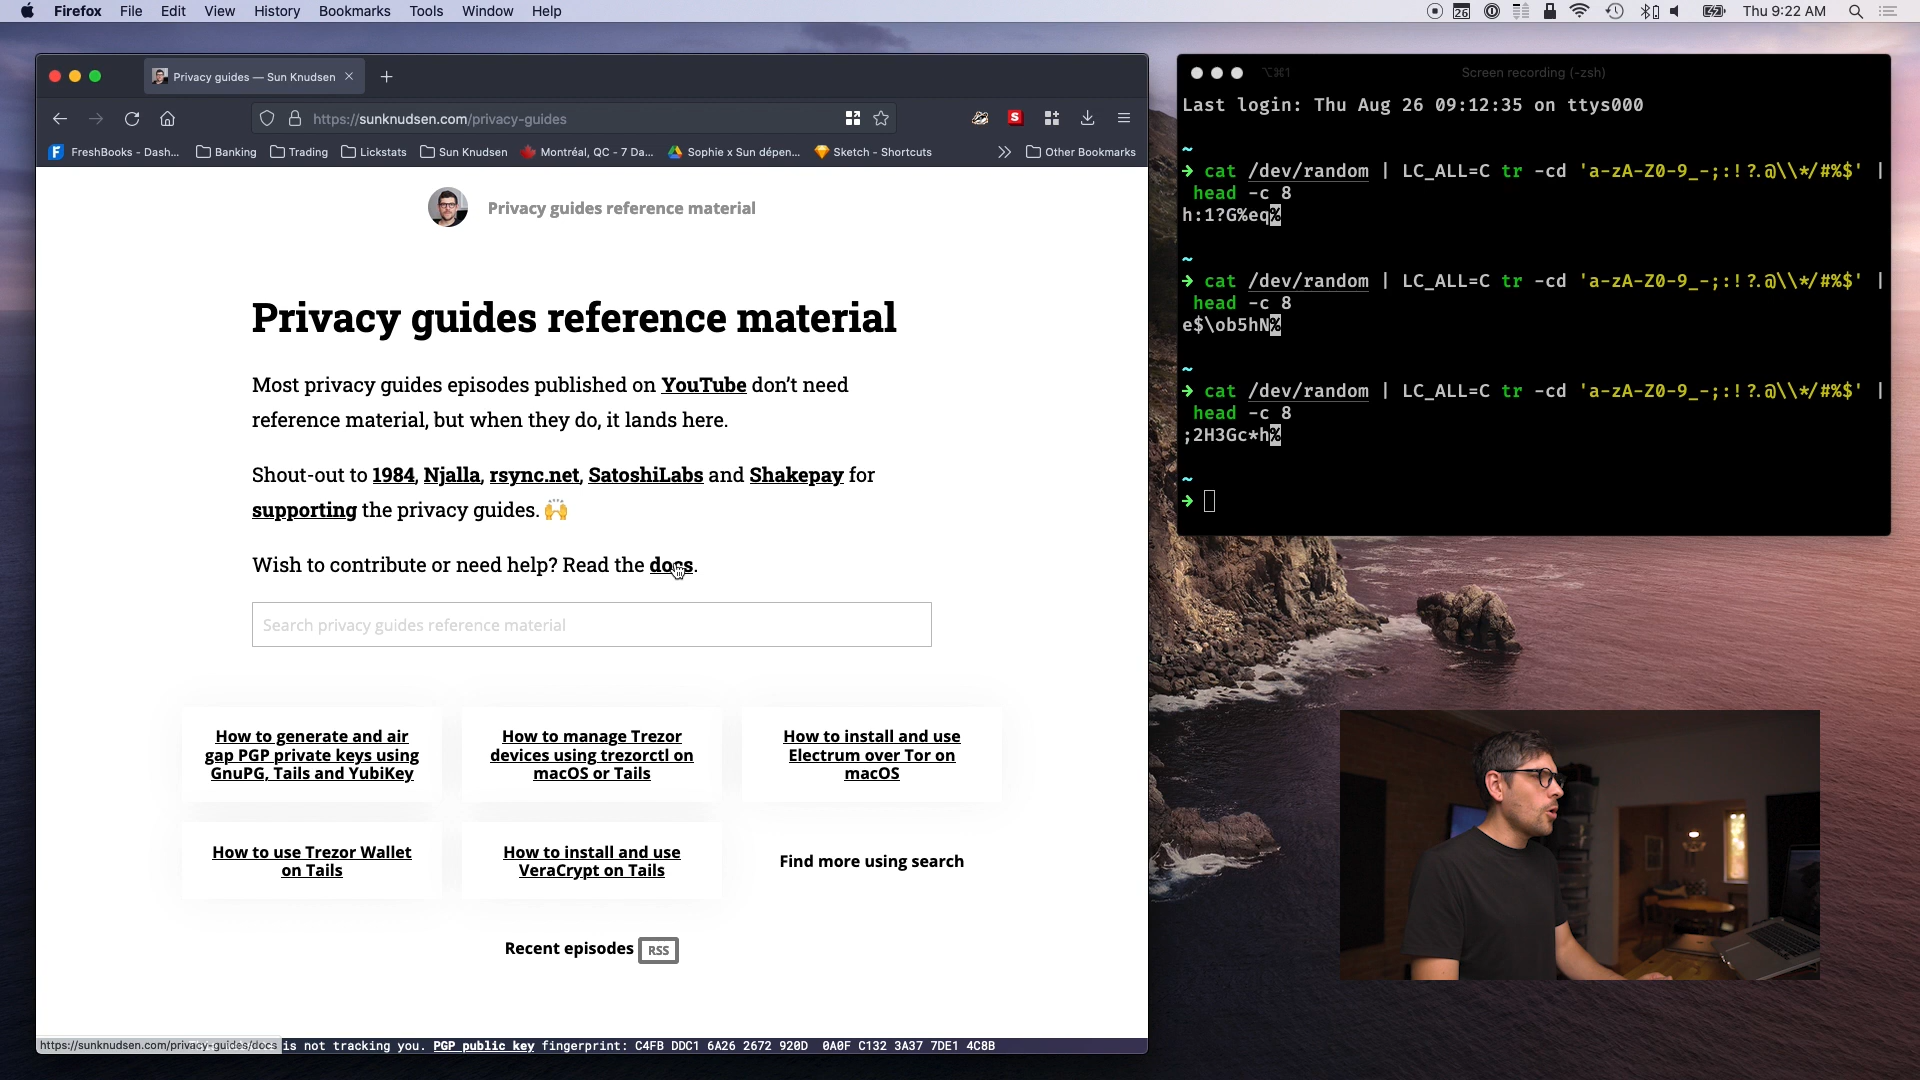 Firefox File Edit View History Bookmarks Tools Window Help
26
Thu 9:22 AM
Privacy guides — Sun Knudsen
https://sunknudsen.com/privacy-guides
S
FreshBooks - Dash... Banking Trading Lickstats Sun Knudsen Montréal, QC - 7 Da... Sophie x Sun dépen... Sketch - Shortcuts Other Bookmarks
Privacy guides reference material
Privacy guides reference material
Most privacy guides episodes published on YouTube don’t need
reference material, but when they do, it lands here.
Shout-out to 1984, Njalla, rsync.net, SatoshiLabs and Shakepay for
supporting the privacy guides. 🙌
Wish to contribute or need help? Read the docs.
Search privacy guides reference material
How to generate and air
gap PGP private keys using
GnuPG, Tails and YubiKey
How to manage Trezor
devices using trezorctl on
macOS or Tails
How to install and use
Electrum over Tor on
macOS
How to use Trezor Wallet
on Tails
How to install and use
VeraCrypt on Tails
Find more using search
Recent episodes RSS
https://sunknudsen.com/privacy-guides/docs
is not tracking you. PGP public key fingerprint: C4FB DDC1 6A26 2672 920D 0A0F C132 3A37 7DE1 4C8B
⌥⌘1
Screen recording (-zsh)
Last login: Thu Aug 26 09:12:35 on ttys000
~
➜ cat /dev/random | LC_ALL=C tr -cd 'a-zA-Z0-9_-;:!?.@\\*/#%$' |
head -c 8
h:1?G%eq%
~
➜ cat /dev/random | LC_ALL=C tr -cd 'a-zA-Z0-9_-;:!?.@\\*/#%$' |
head -c 8
e$\ob5hN%
~
➜ cat /dev/random | LC_ALL=C tr -cd 'a-zA-Z0-9_-;:!?.@\\*/#%$' |
head -c 8
;2H3Gc*h%
~
➜